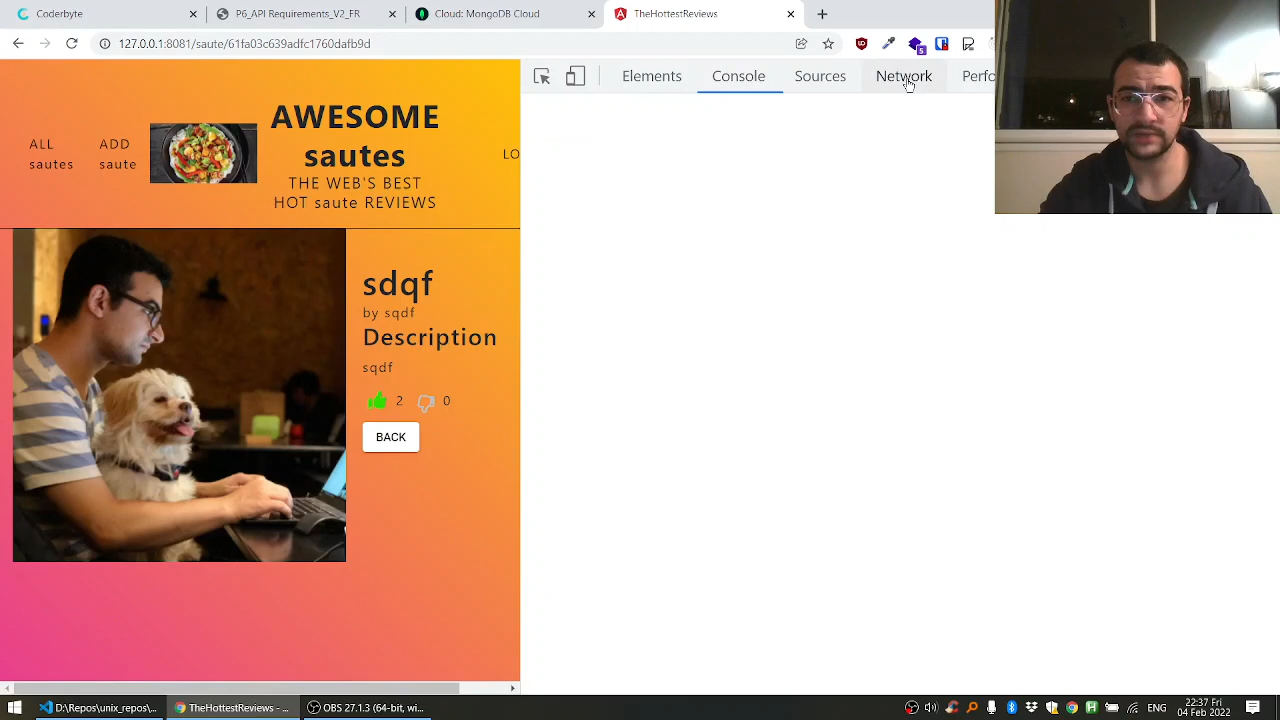 Coderbyte
P6_API Requirements_V2_FR
Cloud: MongoDB Cloud
TheHottestReviews
127.0.0.1:8081/saute/61fa03c639adfc1760dafb9d
5
Elements
Console
Sources
Network
Perfo
ALL
sautes
ADD
saute
AWESOME
sautes
THE WEB'S BEST
HOT saute REVIEWS
LO
sdqf
by sqdf
Description
sqdf
2
0
BACK
D:\Repos\unix_repos\...
TheHottestReviews - ...
OBS 27.1.3 (64-bit, wi...
ENG
22:37 Fri
04 Feb 2022